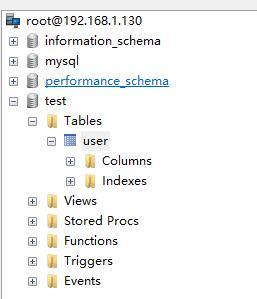 root@192.168.1.130
information_schema
mysql
performance_schema
test
Tables
user
Columns
Indexes
Views
Stored Procs
Functions
Triggers
Events